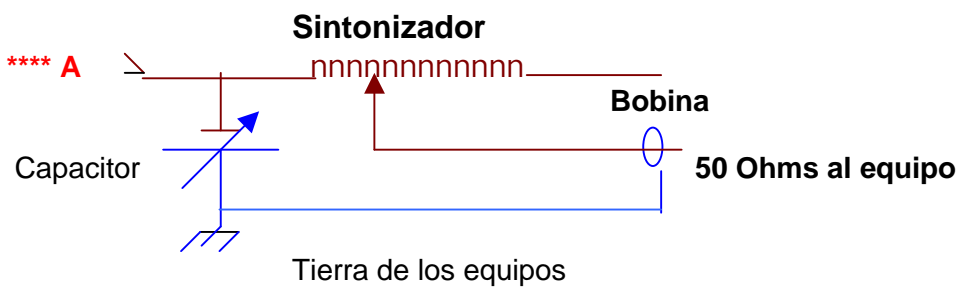 Sintonizador
**** A
nnnnnnnnnnnn
Bobina
Capacitor
50 Ohms al equipo
Tierra de los equipos